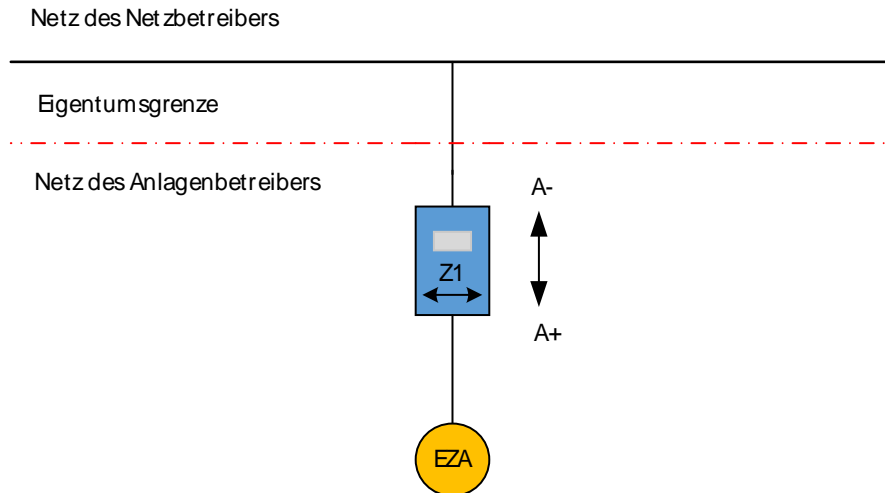 Netz des Netzbetreibers
Eigentumsgrenze
Netz des Anlagenbetreibers
A-
Z1
A+
EZA